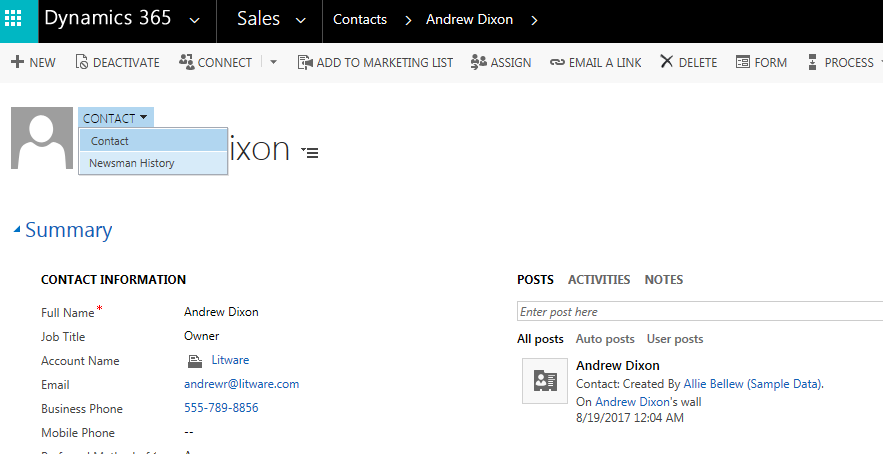 Dynamics 365 Sales Contacts Andrew Dixon
NEW DEACTIVATE CONNECT ADD TO MARKETING LIST ASSIGN EMAIL A LINK DELETE FORM PROCESS
CONTACT
Contact
ixon
Newsman History
Summary
CONTACT INFORMATION
Full Name*
Andrew Dixon
Job Title
Owner
Account Name
Litware
Email
andrewr@litware.com
Business Phone
555-789-8856
Mobile Phone
--
POSTS ACTIVITIES NOTES
Enter post here
All posts Auto posts User posts
Andrew Dixon
Contact: Created By Allie Bellew (Sample Data).
On Andrew Dixon's wall
8/19/2017 12:04 AM